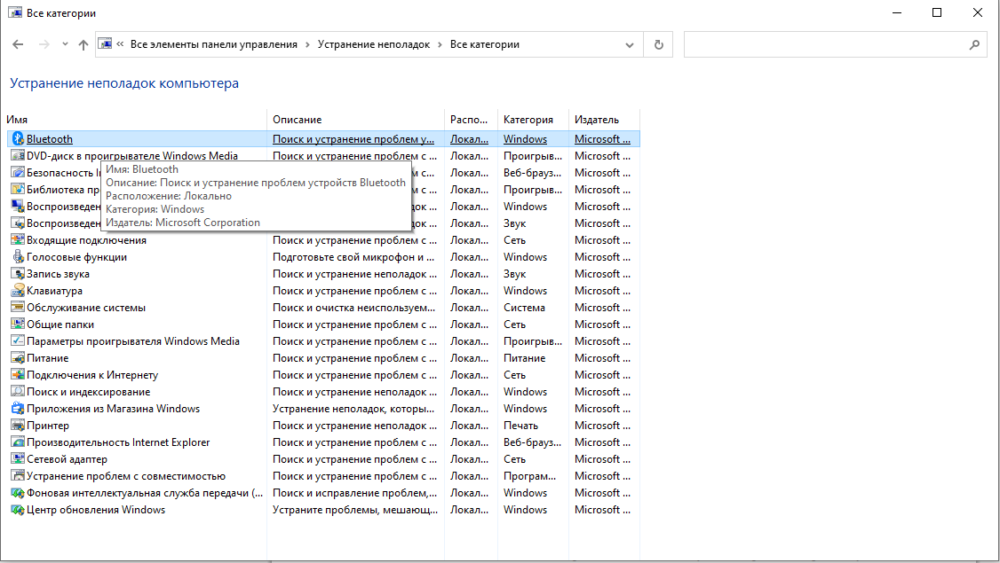 Все категории
« Все элементы панели управления › Устранение неполадок › Все категории
Устранение неполадок компьютера
Имя Описание Распо... Категория Издатель
Bluetooth Поиск и устранение проблем у... Локал... Windows Microsoft ...
DVD-диск в проигрывателе Windows Media Поиск и устранение проблем с ... Локал... Проигрыв... Microsoft ...
Безопасность Локал... Веб-брауз... Microsoft ...
Библиотека Локал... Проигрыв... Microsoft ...
Локал... Windows Microsoft ...
Локал... Звук Microsoft ...
Имя: Bluetooth
Описание: Поиск и устранение проблем устройств Bluetooth
Расположение: Локально
Категория: Windows
Издатель: Microsoft Corporation
Входящие подключения Поиск и устранение проблем с ... Локал... Сеть Microsoft ...
Голосовые функции Подготовьте свой микрофон и ... Локал... Windows Microsoft ...
Запись звука Поиск и устранение неполадок ... Локал... Звук Microsoft ...
Клавиатура Поиск и устранение проблем с ... Локал... Windows Microsoft ...
Обслуживание системы Поиск и очистка неиспользуем... Локал... Система Microsoft ...
Общие папки Поиск и устранение проблем с ... Локал... Сеть Microsoft ...
Параметры проигрывателя Windows Media Поиск и устранение проблем с ... Локал... Проигрыв... Microsoft ...
Питание Поиск и устранение проблем с ... Локал... Питание Microsoft ...
Подключения к Интернету Поиск и устранение проблем с ... Локал... Сеть Microsoft ...
Поиск и индексирование Поиск и устранение неполадок ... Локал... Windows Microsoft ...
Приложения из Магазина Windows Устранение неполадок, которы... Локал... Windows Microsoft ...
Принтер Поиск и устранение неполадок ... Локал... Печать Microsoft ...
Производительность Internet Explorer Поиск и устранение проблем с ... Локал... Веб-брауз... Microsoft ...
Сетевой адаптер Поиск и устранение проблем с ... Локал... Сеть Microsoft ...
Устранение проблем с совместимостью Поиск и устранение проблем с ... Локал... Програм... Microsoft ...
Фоновая интеллектуальная служба передачи (... Поиск и исправление проблем,... Локал... Windows Microsoft ...
Центр обновления Windows Устраните проблемы, мешающ... Локал... Windows Microsoft ...